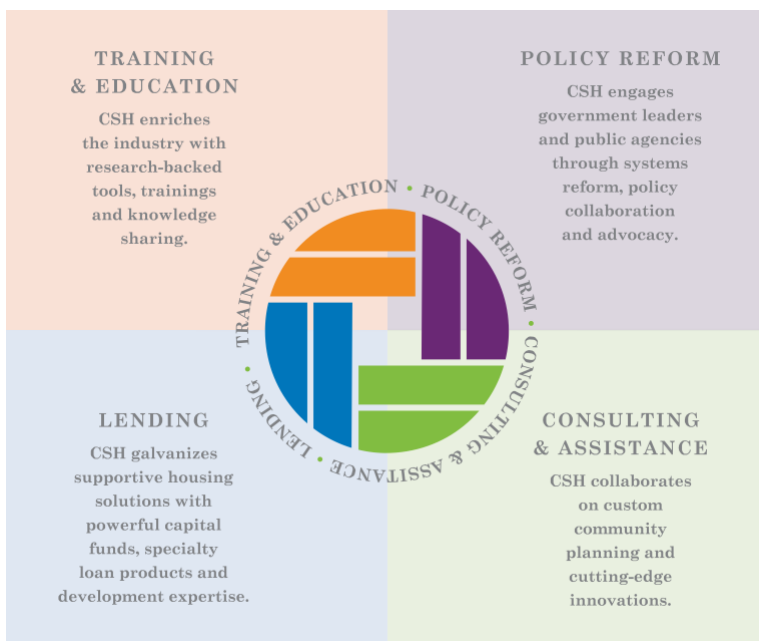 TRAINING
& EDUCATION
CSH enriches
the industry with
research-backed
tools, trainings
and knowledge
sharing.
POLICY REFORM
CSH engages
government leaders
and public agencies
through systems
reform, policy
collaboration
and advocacy.
TRAINING & EDUCATION • POLICY REFORM • CONSULTING & ASSITANCE • LENDING •
LENDING
CSH galvanizes
supportive housing
solutions with
powerful capital
funds, specialty
loan products and
development expertise.
CONSULTING
& ASSISTANCE
CSH collaborates
on custom
community
planning and
cutting-edge
innovations.